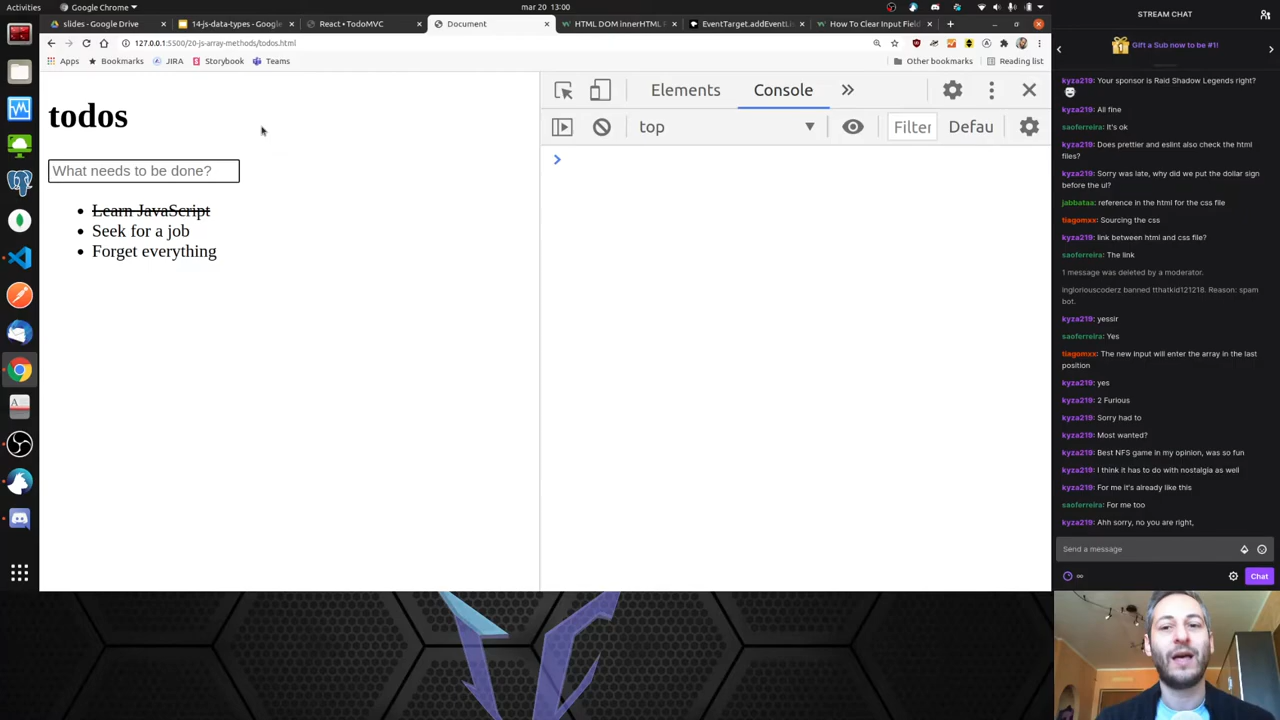 Activities
Google Chrome
mar 20 13:00
slides - Google Drive
14-js-data-types - Google
React • TodoMVC
Document
HTML DOM innerHTML
EventTarget.addEventLi
How To Clear Input Field
127.0.0.1:5500/20-js-array-methods/todos.html
Apps
Bookmarks
JIRA
Storybook
Teams
Other bookmarks
Reading list
todos
What needs to be done?
Learn JavaScript
Seek for a job
Forget everything
Elements
Console
top
Filter
Defau
STREAM CHAT
Gift a Sub now to be #1!
kyza219: Your sponsor is Raid Shadow Legends right?
kyza219: All fine
saoferreira: It's ok
kyza219: Does prettier and eslint also check the html
files?
kyza219: Sorry was late, why did we put the dollar sign
before the ul?
jabbataa: reference in the html for the css file
tiagomxx: Sourcing the css
kyza219: link between html and css file?
saoferreira: The link
1 message was deleted by a moderator.
ingloriouscoderz banned tthatkid121218. Reason: spam
bot.
kyza219: yessir
saoferreira: Yes
tiagomxx: The new input will enter the array in the last
position
kyza219: yes
kyza219: 2 Furious
kyza219: Sorry had to
kyza219: Most wanted?
kyza219: Best NFS game in my opinion, was so fun
kyza219: I think it has to do with nostalgia as well
kyza219: For me it's already like this
saoferreira: For me too
kyza219: Ahh sorry, no you are right,
Send a message
Chat